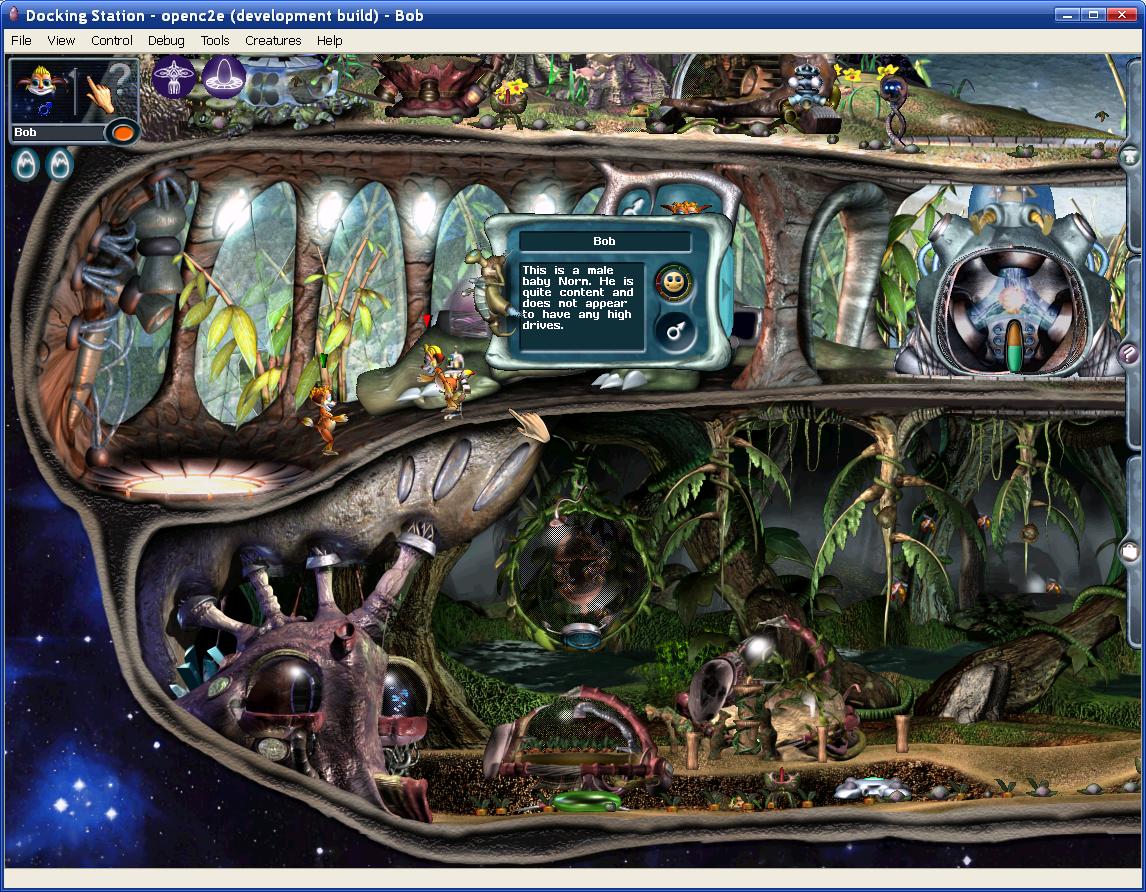 Docking Station - openc2e (development build) - Bob
File View Control Debug Tools Creatures Help
Bob
Bob
This is a male
baby Norn. He is
quite content and
does not appear
to have any high
drives.